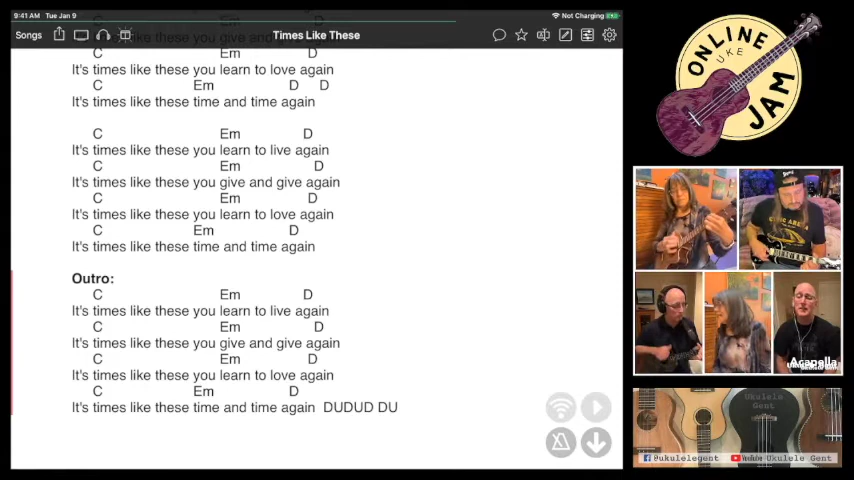 9:41 AM Tue Jan 9
Not Charging
Songs
Times Like These
C Em D
It's times like these you learn to love again
C Em D D
It's times like these time and time again
C Em D
It's times like these you learn to live again
C Em D
It's times like these you give and give again
C Em D
It's times like these you learn to love again
C Em D
It's times like these time and time again
Outro:
C Em D
It's times like these you learn to live again
C Em D
It's times like these you give and give again
C Em D
It's times like these you learn to love again
C Em D
It's times like these time and time again DUDUD DU
ONLINE
UKE
JAM
Acapella
Ukulele
Gent
@ukulelegent
Ukulele Gent